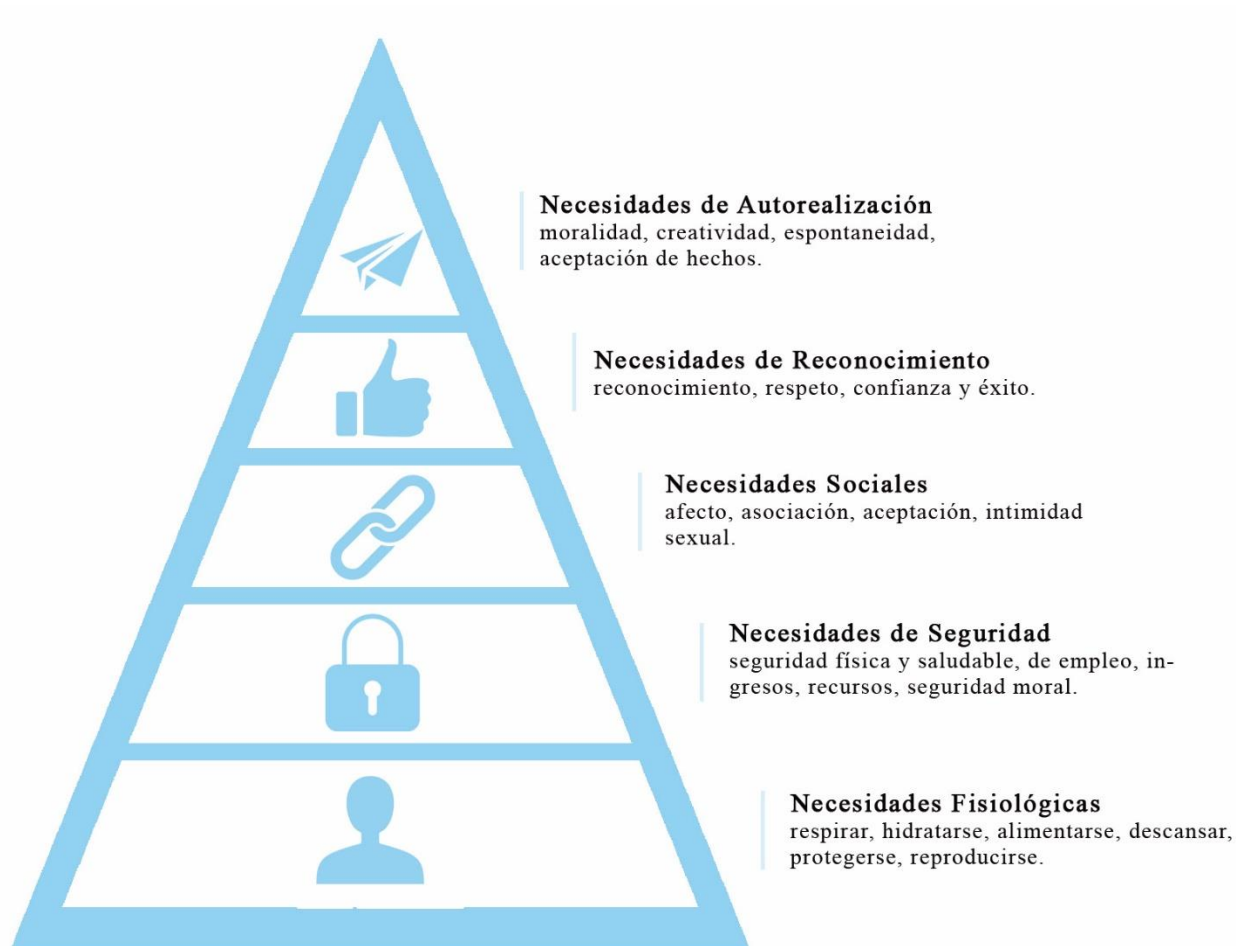 Necesidades de Autorealización
moralidad, creatividad, espontaneidad,
aceptación de hechos.
Necesidades de Reconocimiento
reconocimiento, respeto, confianza y éxito.
Necesidades Sociales
afecto, asociación, aceptación, intimidad
sexual.
Necesidades de Seguridad
seguridad física y saludable, de empleo, in-
gresos, recursos, seguridad moral.
Necesidades Fisiológicas
respirar, hidratarse, alimentarse, descansar,
protegerse, reproducirse.